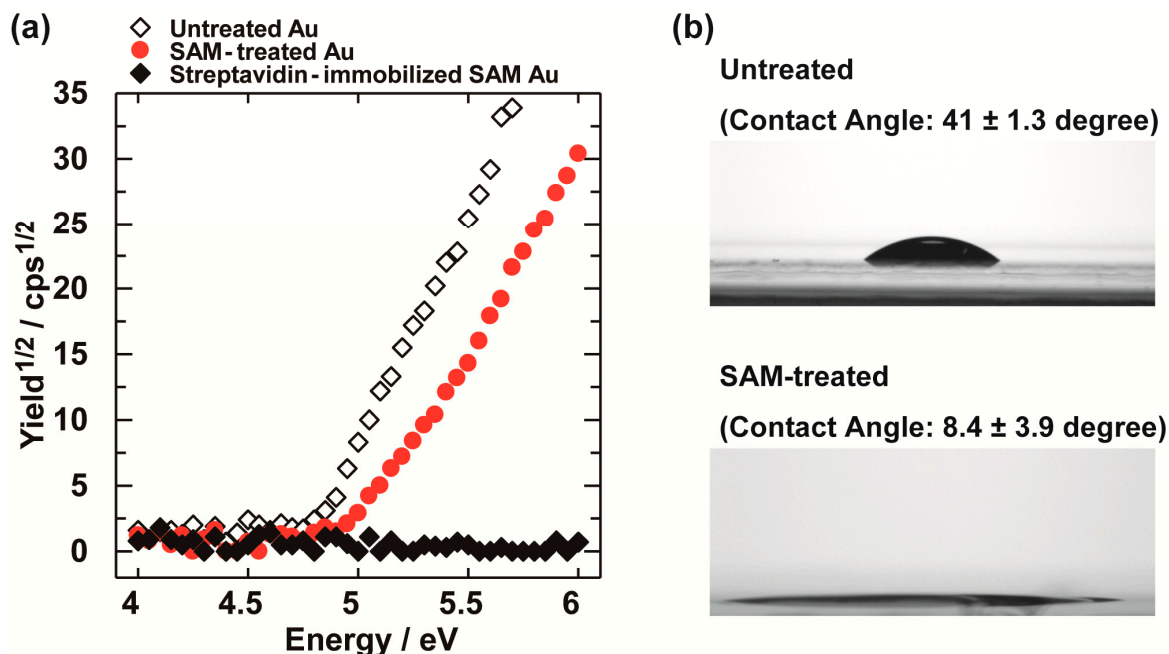 (a)
Untreated Au
SAM-treated Au
Streptavidin-immobilized SAM Au
35
30
25
20
15
10
5
0
Yield1/2 / cps1/2
4
4.5
5
5.5
6
Energy / eV
(b)
Untreated
(Contact Angle: 41 ± 1.3 degree)
SAM-treated
(Contact Angle: 8.4 ± 3.9 degree)